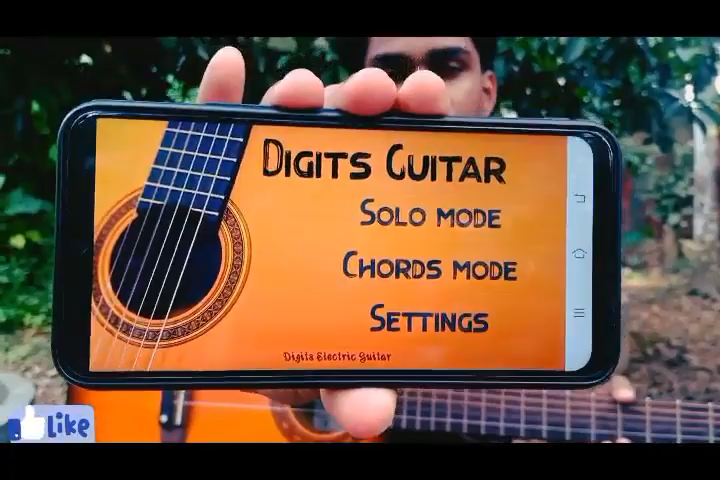 Digits Guitar
Solo mode
Chords mode
Settings
Digits Electric Guitar
Like